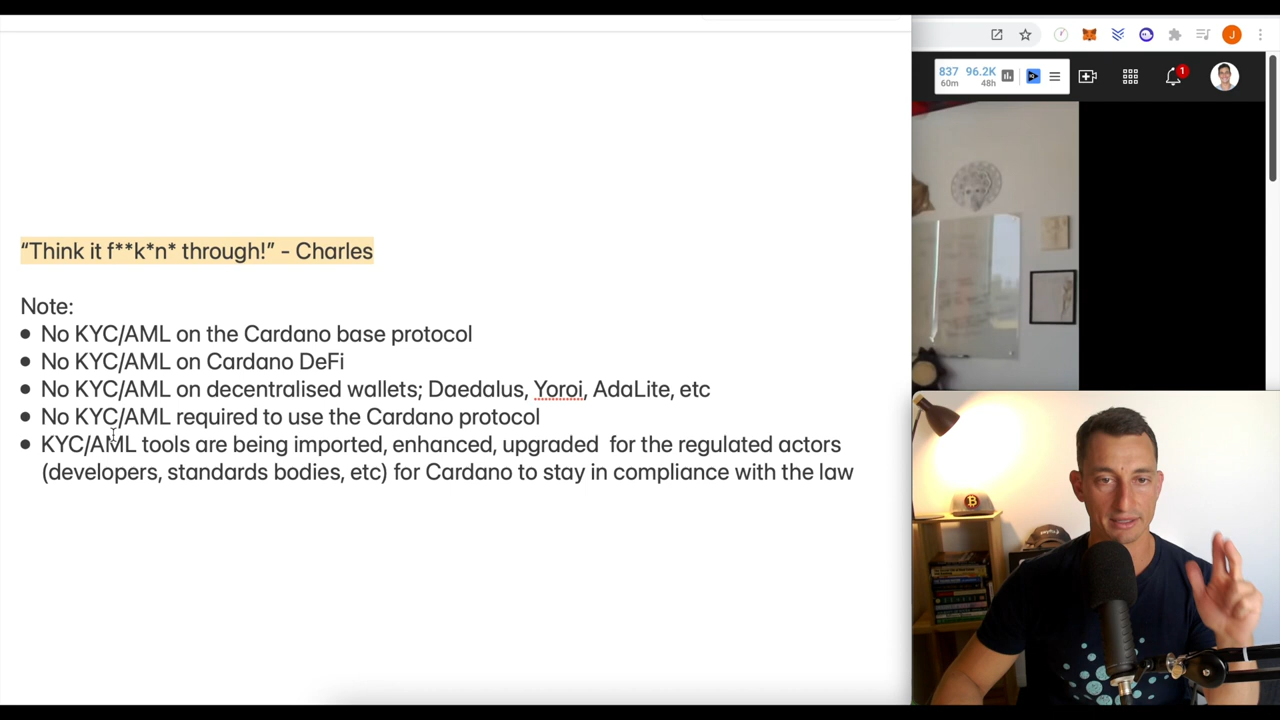 J
837 96.2K
60m 48h
1
“Think it f**k*n* through!” - Charles
Note:
● No KYC/AML on the Cardano base protocol
● No KYC/AML on Cardano DeFi
● No KYC/AML on decentralised wallets; Daedalus, Yoroi, AdaLite, etc
● No KYC/AML required to use the Cardano protocol
● KYC/AML tools are being imported, enhanced, upgraded  for the regulated actors
(developers, standards bodies, etc) for Cardano to stay in compliance with the law